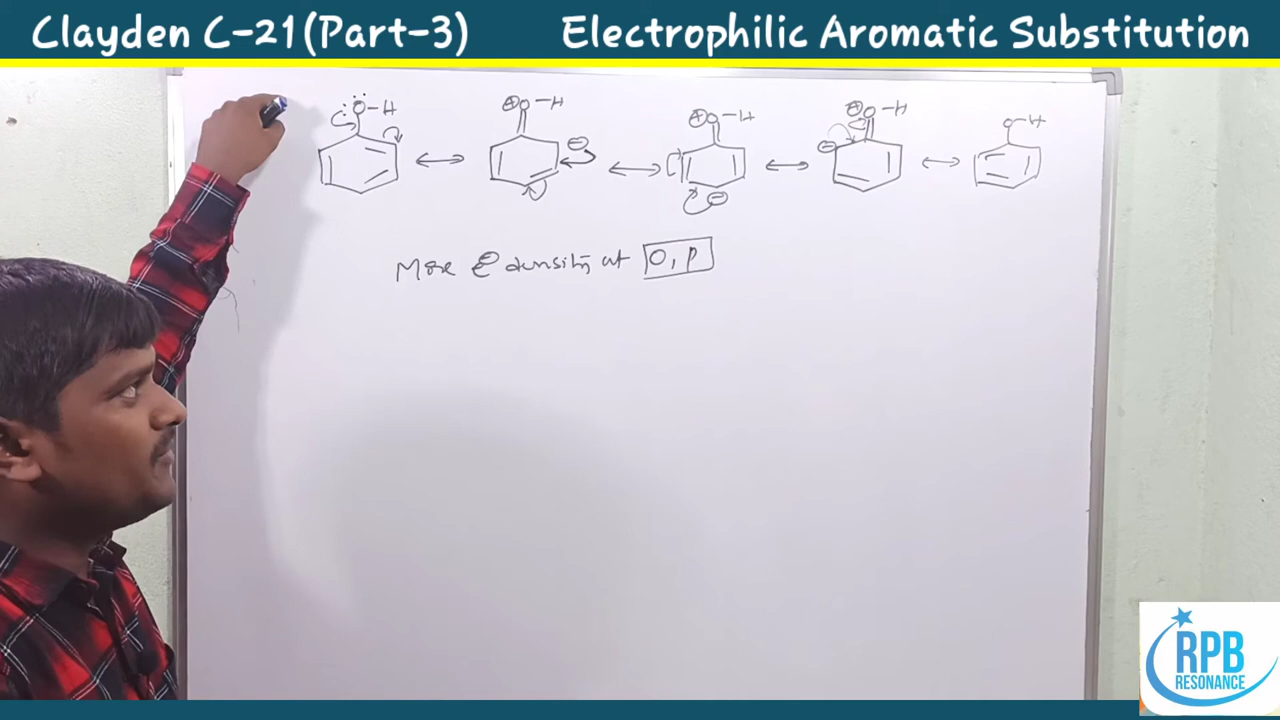 Clayden C-21(Part-3) Electrophilic Aromatic Substitution
O-H ⊕O-H ⊕O-H ⊕O-H O-H
⊖ ⊖ ⊖
More e⊖ density at O, P
RPB
RESONANCE